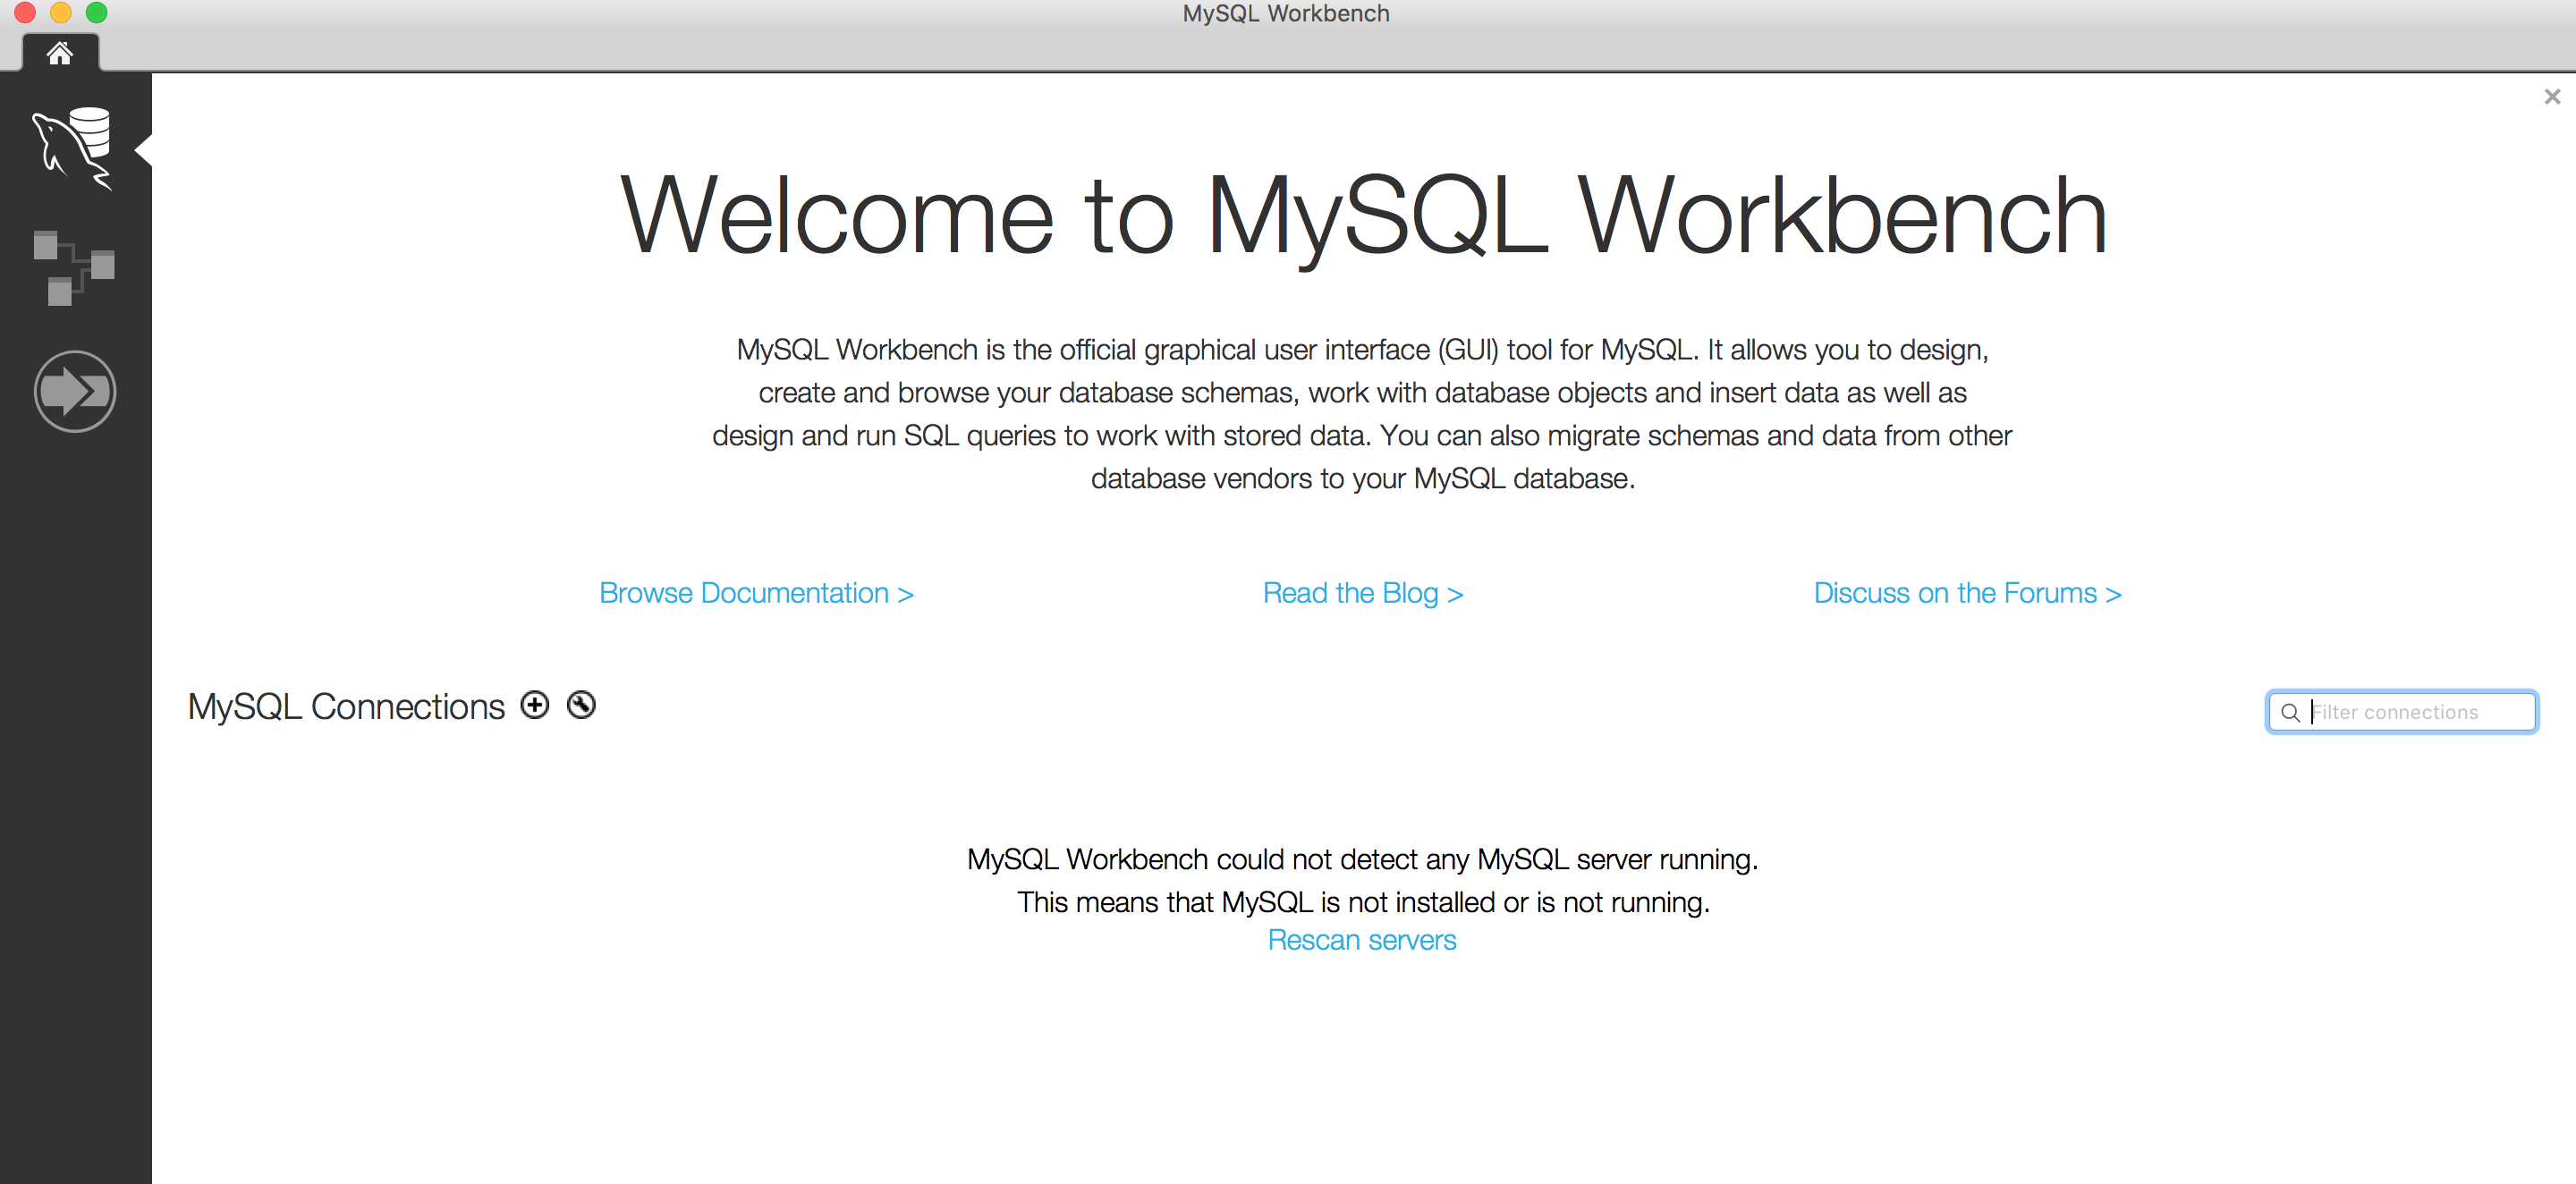 MySQL Workbench
Welcome to MySQL Workbench
MySQL Workbench is the official graphical user interface (GUI) tool for MySQL. It allows you to design,
create and browse your database schemas, work with database objects and insert data as well as
design and run SQL queries to work with stored data. You can also migrate schemas and data from other
database vendors to your MySQL database.
Browse Documentation >
Read the Blog >
Discuss on the Forums >
MySQL Connections
Filter connections
MySQL Workbench could not detect any MySQL server running.
This means that MySQL is not installed or is not running.
Rescan servers